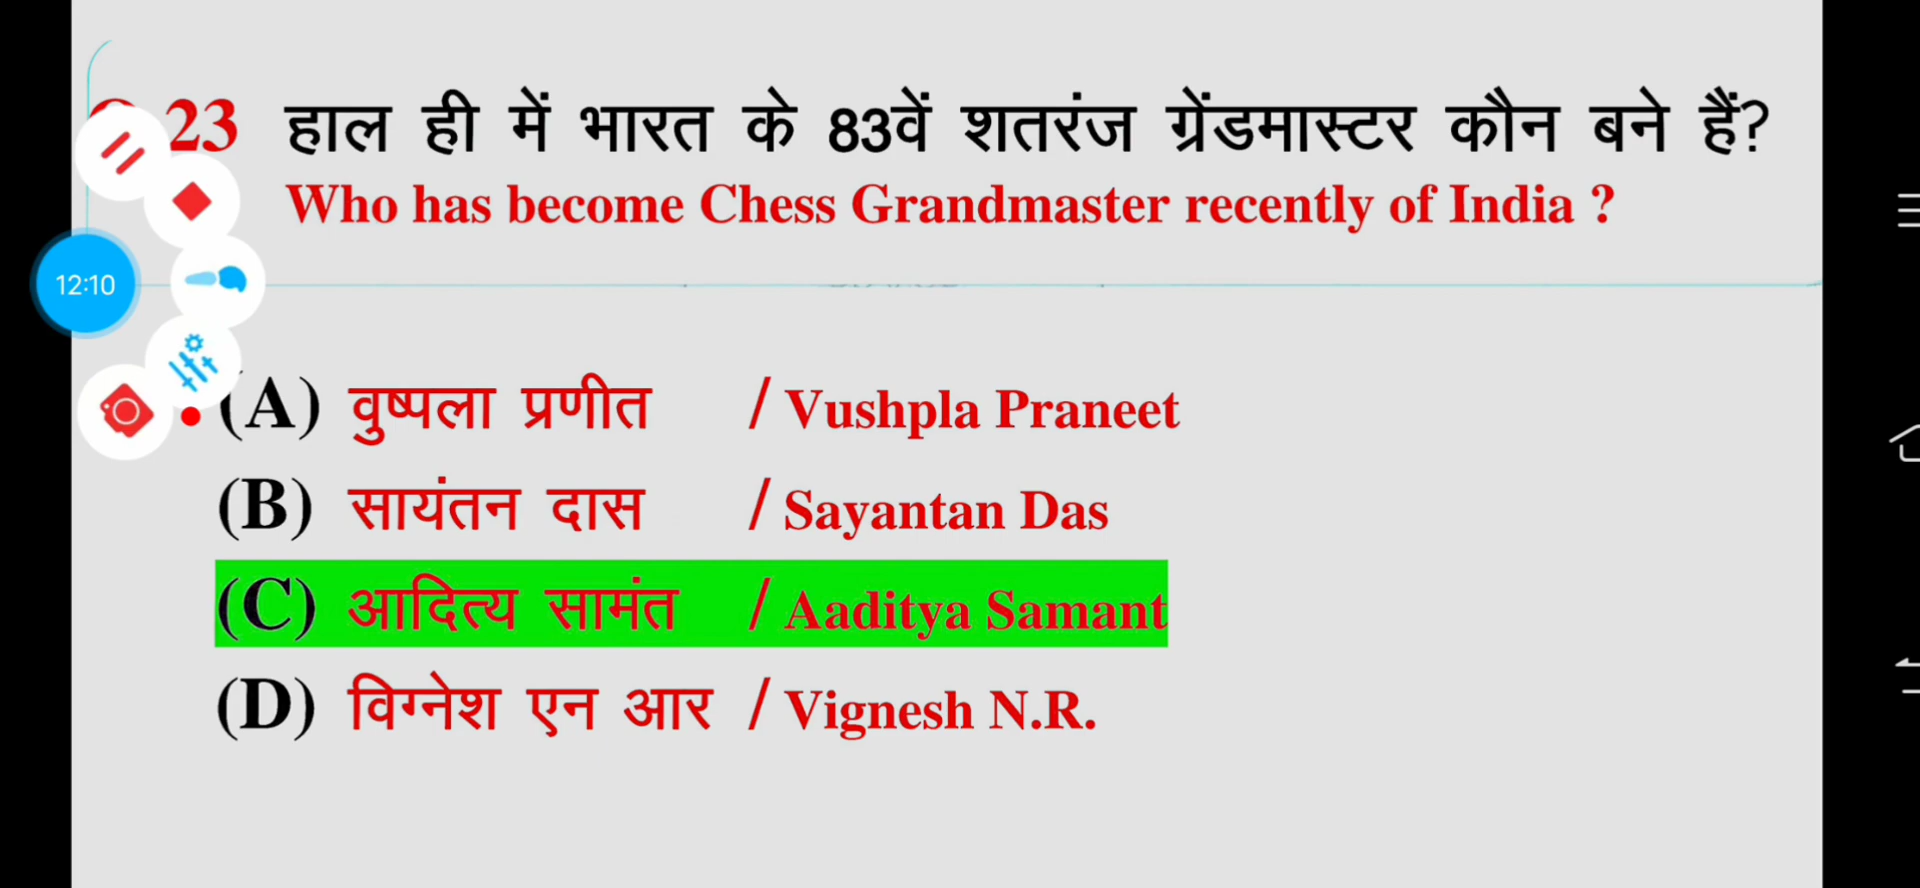 23 हाल ही में भारत के 83वें शतरंज ग्रेंडमास्टर कौन बने हैं?
Who has become Chess Grandmaster recently of India ?
12:10
(A) वुष्पला प्रणीत / Vushpla Praneet
(B) सायंतन दास / Sayantan Das
(C) आदित्य सामंत / Aaditya Samant
(D) विग्नेश एन आर / Vignesh N.R.